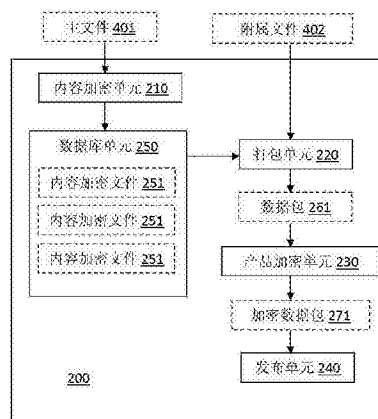 主文件 401
附属文件 402
内容加密单元 210
数据库单元 250
内容加密文件 251
内容加密文件 251
内容加密文件 251
打包单元 220
数据包 261
产品加密单元 230
加密数据包 271
发布单元 240
200